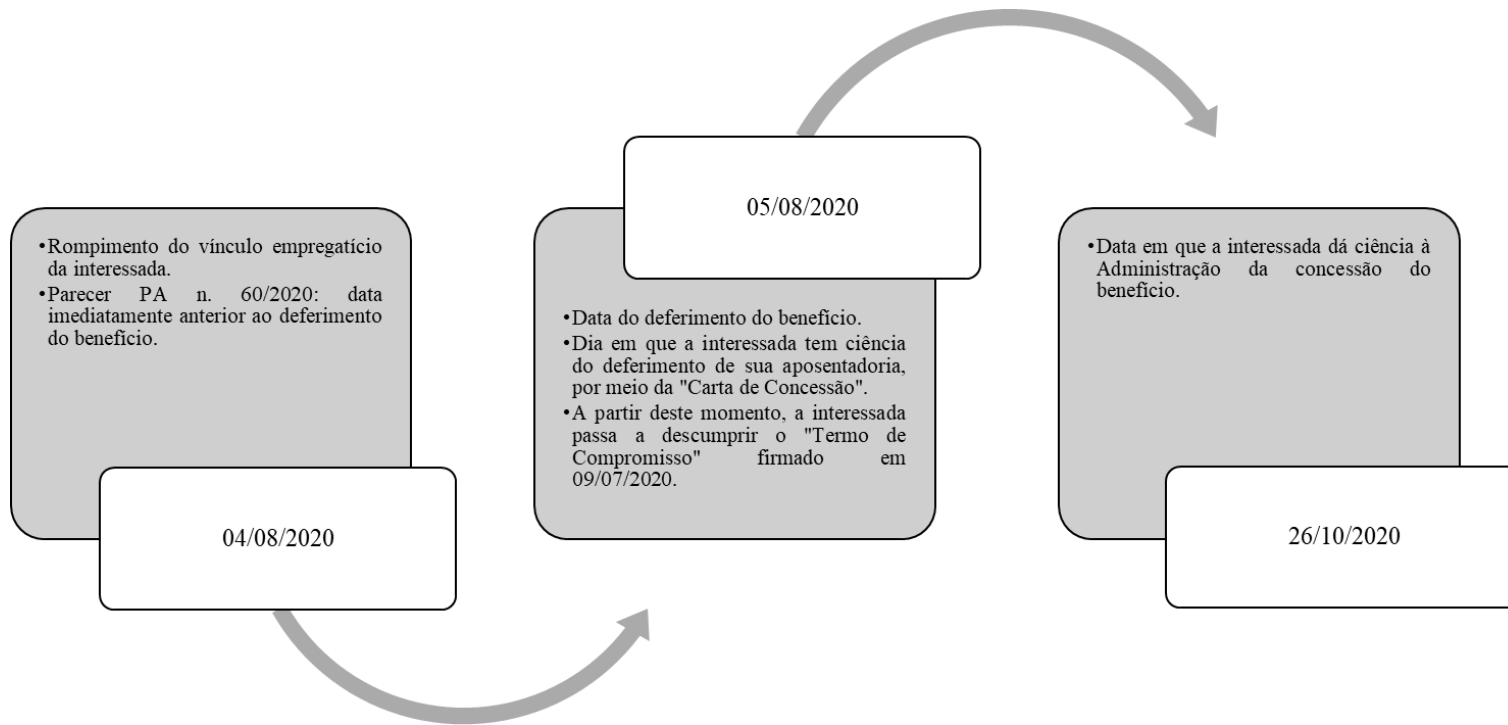 •Rompimento do vínculo empregatício
da interessada.
•Parecer PA n. 60/2020: data
imediatamente anterior ao deferimento
do benefício.
04/08/2020
05/08/2020
•Data do deferimento do benefício.
•Dia em que a interessada tem ciência
do deferimento de sua aposentadoria,
por meio da "Carta de Concessão".
•A partir deste momento, a interessada
passa a descumprir o "Termo de
Compromisso" firmado em
09/07/2020.
•Data em que a interessada dá ciência à
Administração da concessão do
benefício.
26/10/2020